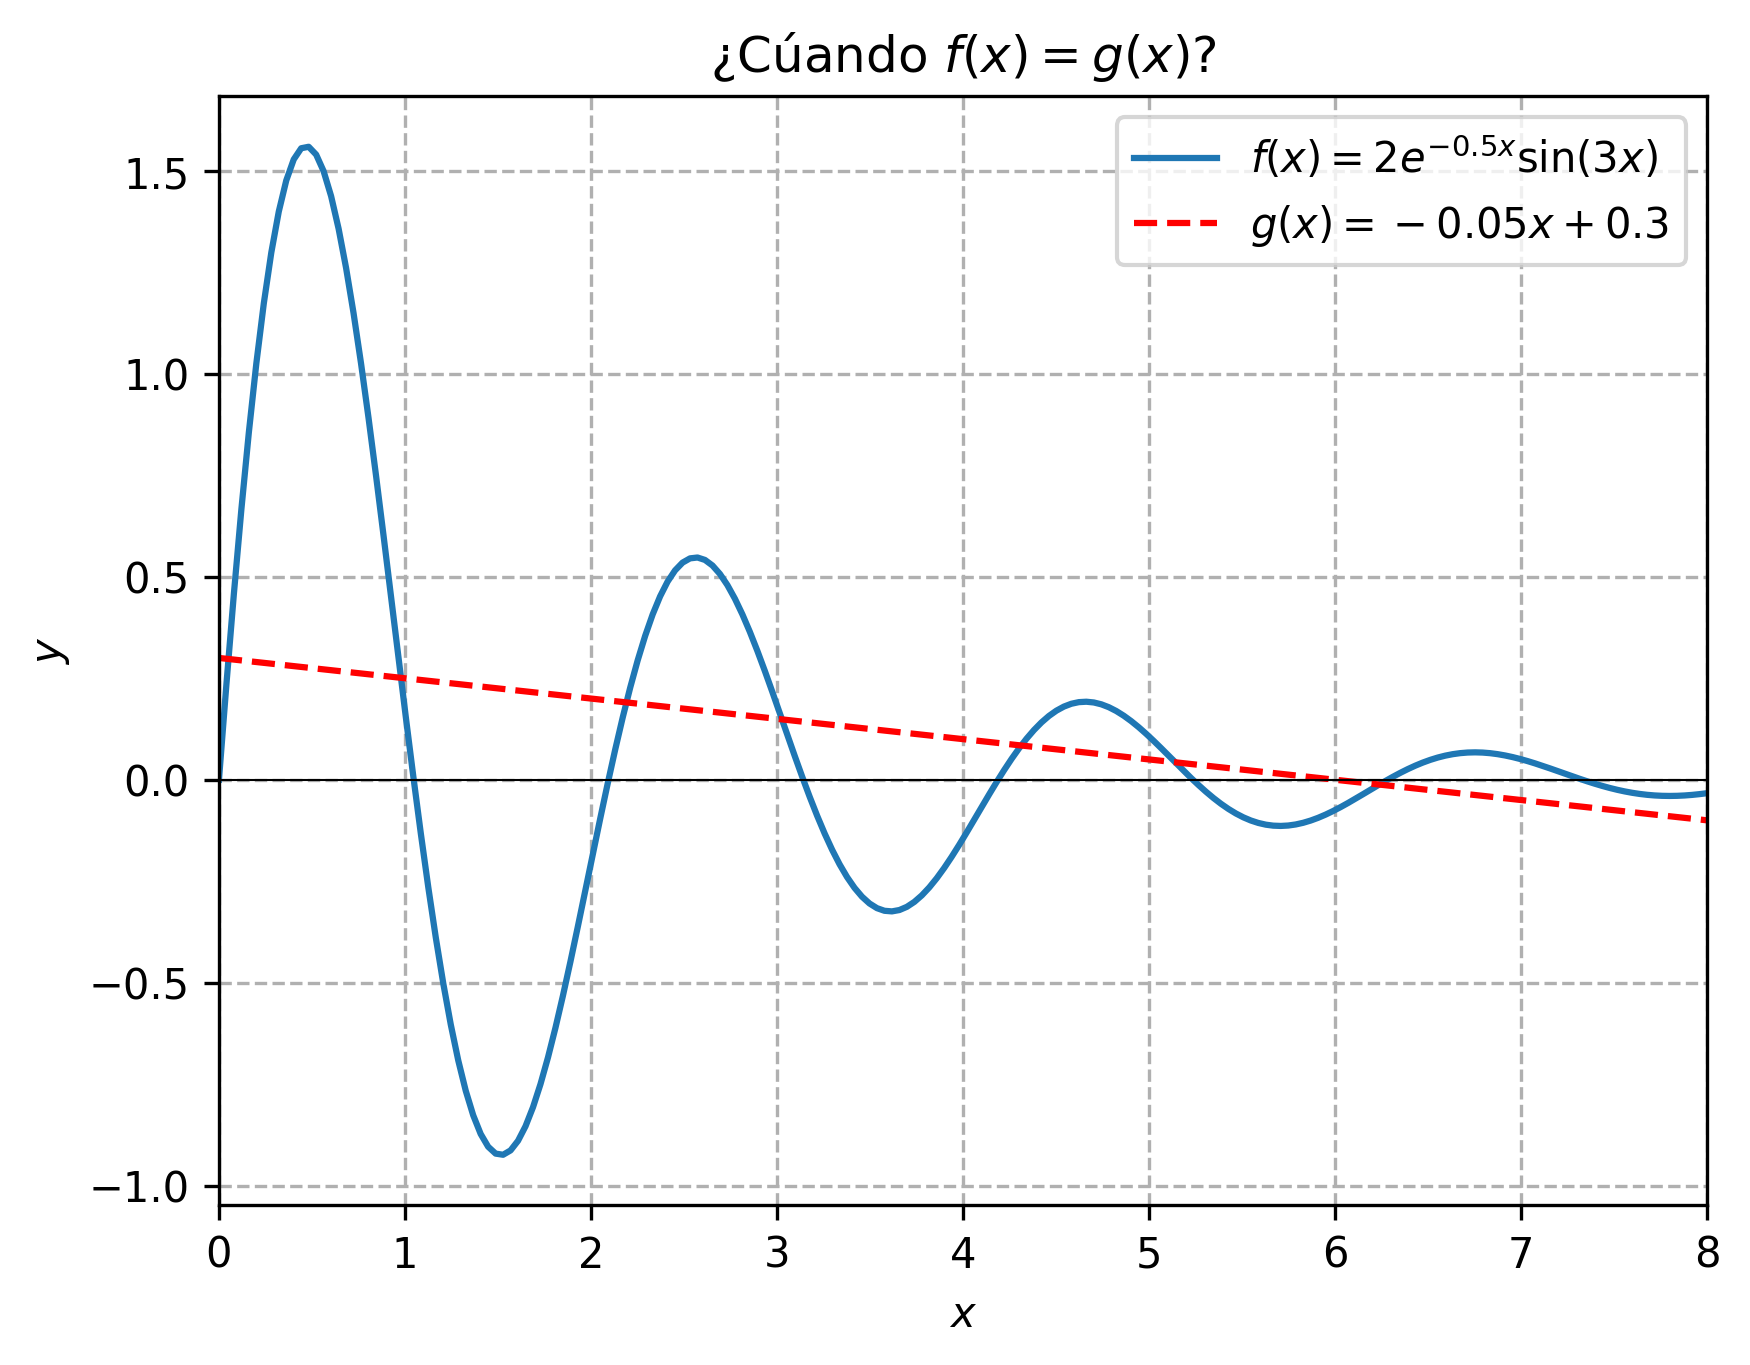 ¿Cúando f(x) = g(x)?
f(x) = 2e^{-0.5x}sin(3x)
g(x) = −0.05x + 0.3
1.5
1.0
0.5
0.0
−0.5
−1.0
y
0 1 2 3 4 5 6 7 8
x